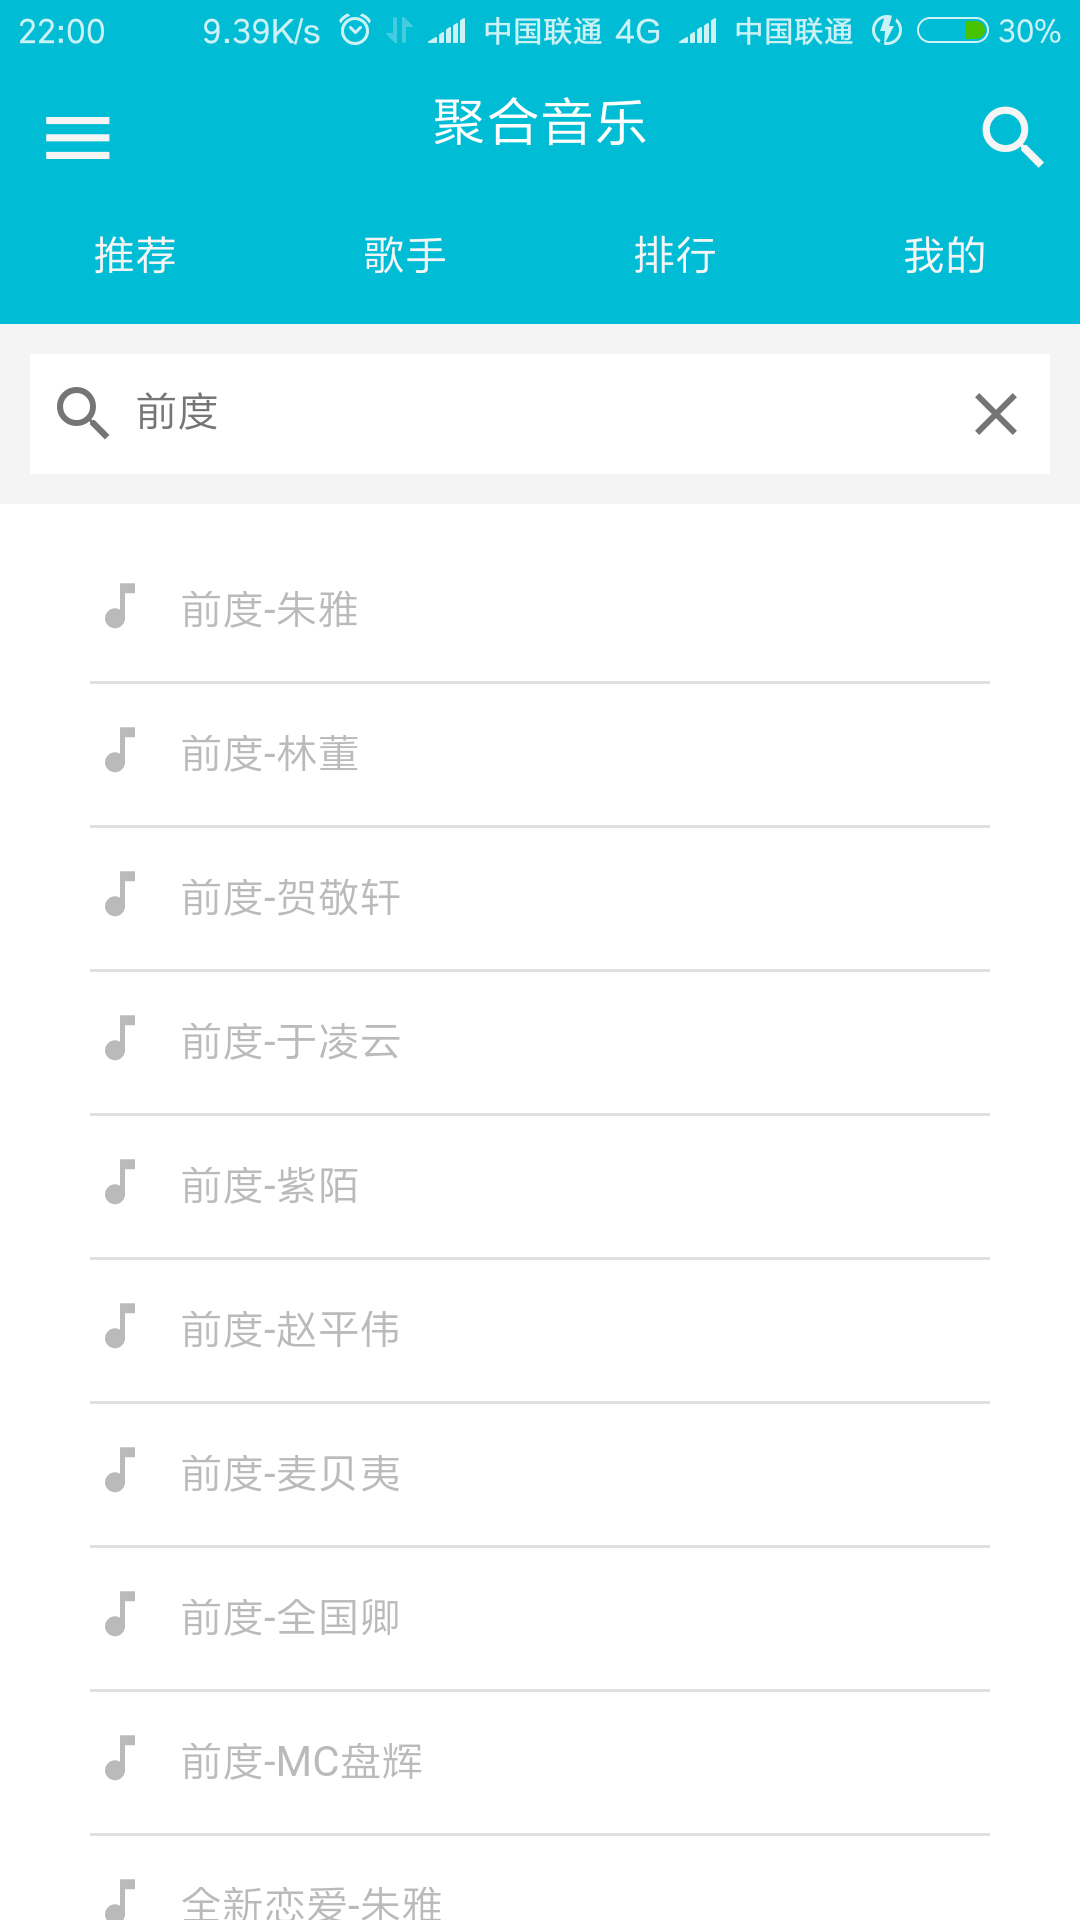 22:00 9.39K/s 中国联通 4G 中国联通 30%
聚合音乐
推荐 歌手 排行 我的
前度
前度-朱雅
前度-林董
前度-贺敬轩
前度-于凌云
前度-紫陌
前度-赵平伟
前度-麦贝夷
前度-全国卿
前度-MC盘辉
全新恋爱-朱雅